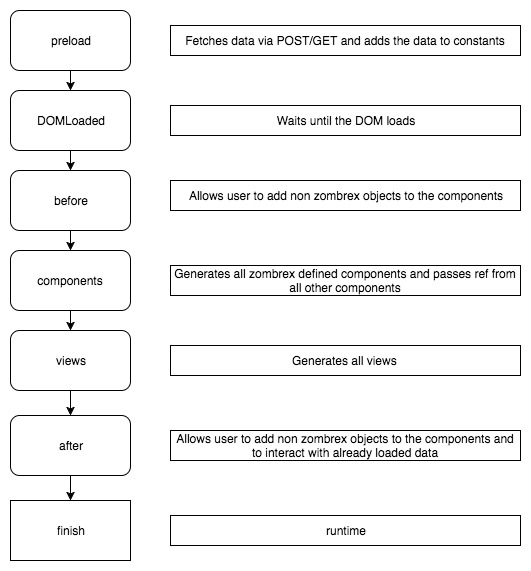 preload
Fetches data via POST/GET and adds the data to constants
DOMLoaded
Waits until the DOM loads
before
Allows user to add non zombrex objects to the components
components
Generates all zombrex defined components and passes ref from
all other components
views
Generates all views
after
Allows user to add non zombrex objects to the components and
to interact with already loaded data
finish
runtime